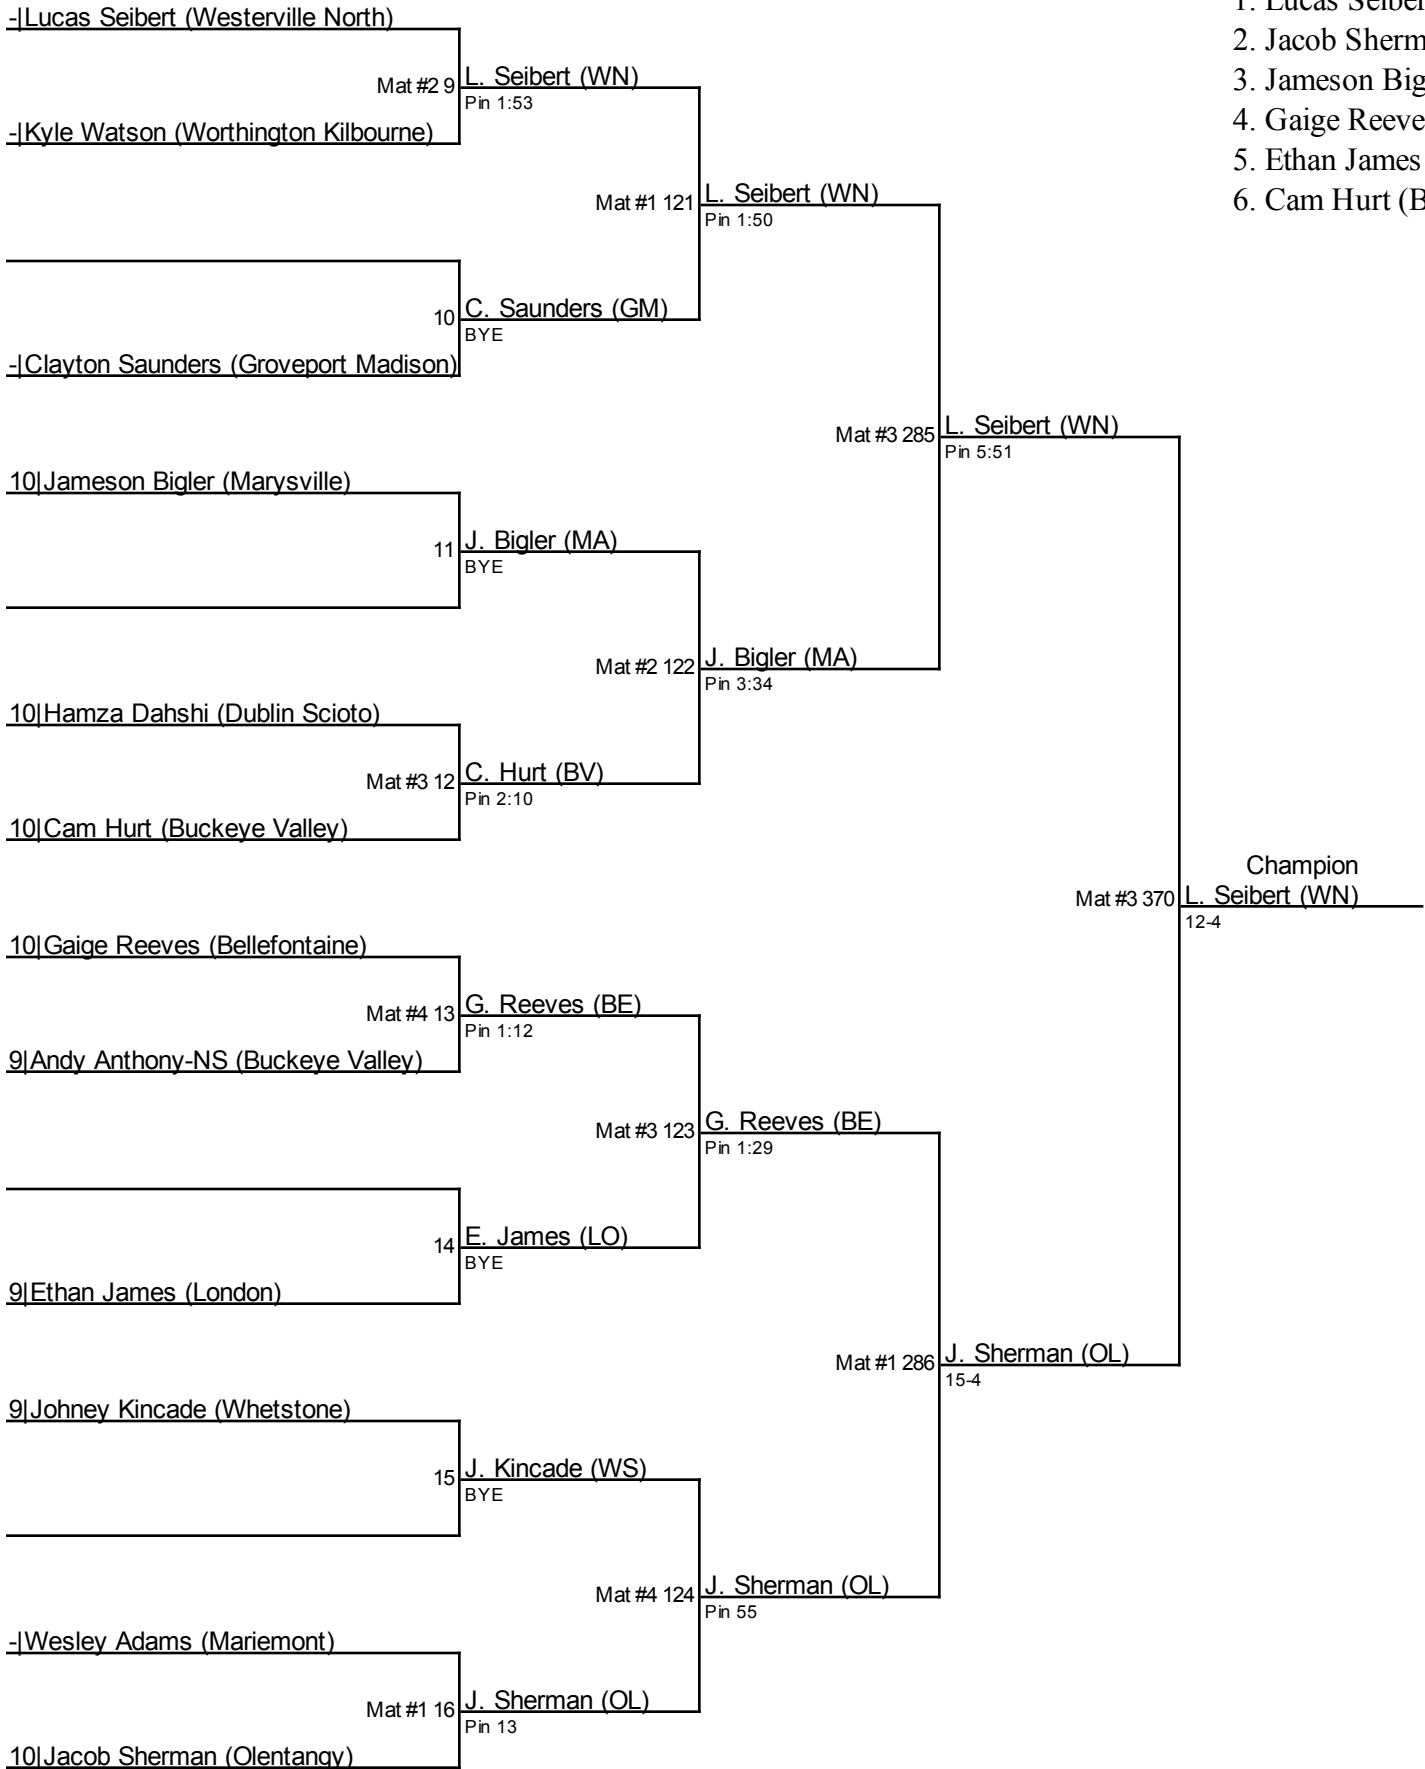 -|Lucas Seibert (Westerville North)
Mat #2 9
L. Seibert (WN)
Pin 1:53
-|Kyle Watson (Worthington Kilbourne)
Mat #1 121
L. Seibert (WN)
Pin 1:50
10
C. Saunders (GM)
BYE
-|Clayton Saunders (Groveport Madison)
Mat #3 285
L. Seibert (WN)
Pin 5:51
10|Jameson Bigler (Marysville)
11
J. Bigler (MA)
BYE
Mat #2 122
J. Bigler (MA)
Pin 3:34
10|Hamza Dahshi (Dublin Scioto)
Mat #3 12
C. Hurt (BV)
Pin 2:10
10|Cam Hurt (Buckeye Valley)
Champion
Mat #3 370
L. Seibert (WN)
12-4
10|Gaige Reeves (Bellefontaine)
Mat #4 13
G. Reeves (BE)
Pin 1:12
9|Andy Anthony-NS (Buckeye Valley)
Mat #3 123
G. Reeves (BE)
Pin 1:29
14
E. James (LO)
BYE
9|Ethan James (London)
Mat #1 286
J. Sherman (OL)
15-4
9|Johney Kincade (Whetstone)
15
J. Kincade (WS)
BYE
Mat #4 124
J. Sherman (OL)
Pin 55
-|Wesley Adams (Mariemont)
Mat #1 16
J. Sherman (OL)
Pin 13
10|Jacob Sherman (Olentangy)
1. Lucas Seiber
2. Jacob Sherm
3. Jameson Big
4. Gaige Reeve
5. Ethan James
6. Cam Hurt (B